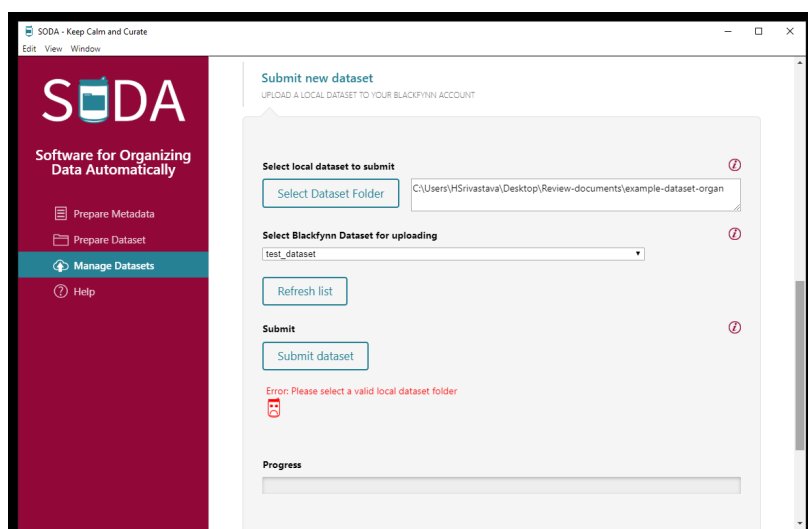 SODA - Keep Calm and Curate
Edit View Window
SODA
Software for Organizing
Data Automatically
Prepare Metadata
Prepare Dataset
Manage Datasets
Help
Submit new dataset
UPLOAD A LOCAL DATASET TO YOUR BLACKFYNN ACCOUNT
Select local dataset to submit
Select Dataset Folder
C:\Users\HSrivastava\Desktop\Review-documents\example-dataset-organ
Select Blackfynn Dataset for uploading
test_dataset
Refresh list
Submit
Submit dataset
Error: Please select a valid local dataset folder
Progress